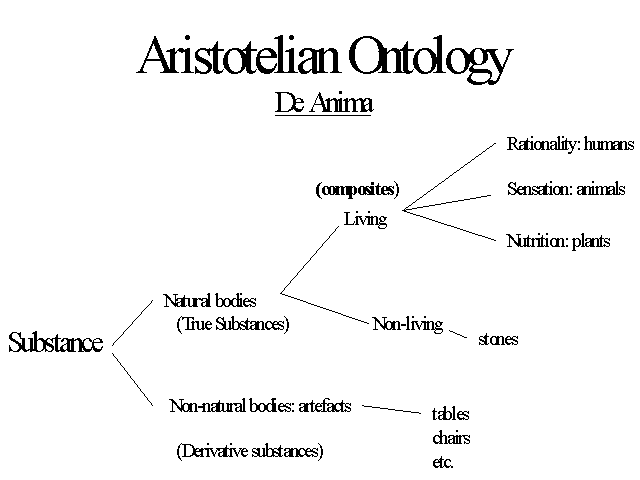 Aristotelian Ontology
De Anima
Rationality: humans
(composites)
Sensation: animals
Living
Nutrition: plants
Natural bodies
(True Substances)
Non-living
Substance
stones
Non-natural bodies: artefacts
tables
chairs
(Derivative substances)
etc.